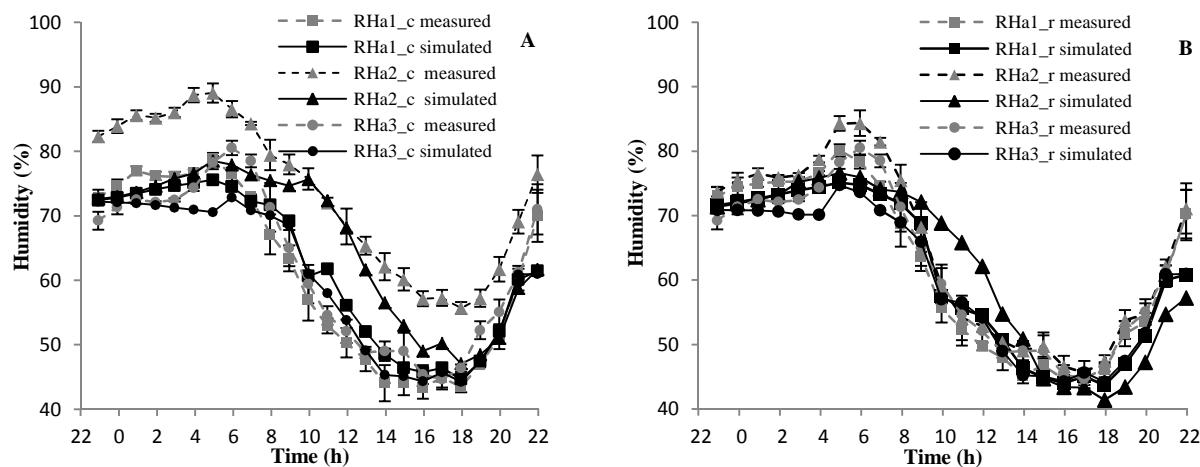 100
90
80
70
60
50
40
Humidity (%)
22 0 2 4 6 8 10 12 14 16 18 20 22
Time (h)
RHa1_c measured
RHa1_c simulated
RHa2_c measured
RHa2_c simulated
RHa3_c measured
RHa3_c simulated
A
100
90
80
70
60
50
40
Humidity (%)
22 0 2 4 6 8 10 12 14 16 18 20 22
Time (h)
RHa1_r measured
RHa1_r simulated
RHa2_r measured
RHa2_r simulated
RHa3_r measured
RHa3_r simulated
B